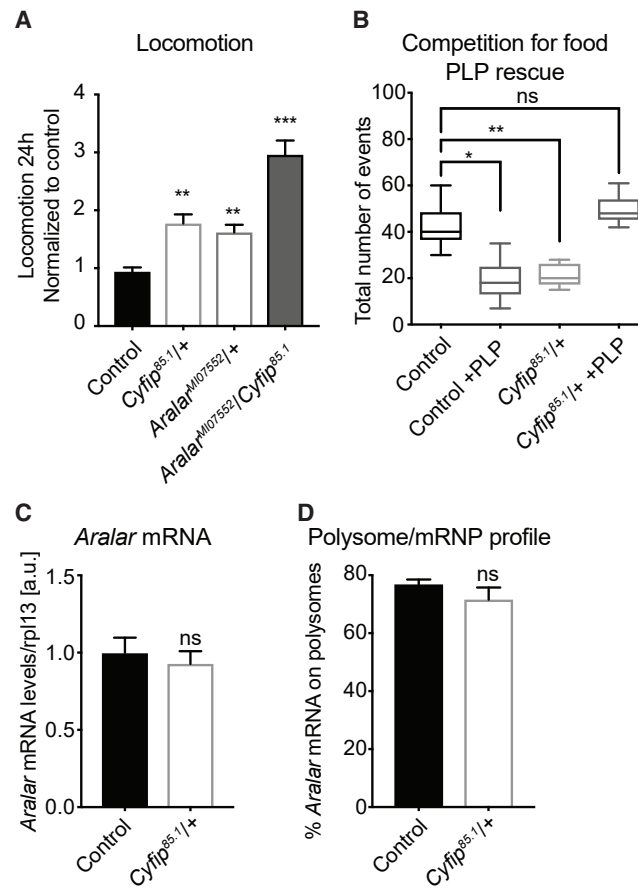 A
Locomotion
Locomotion 24h
Normalized to control
4
3
2
1
0
**
**
***
Control
Cyfip85.1/+
AralarMI07552/+
AralarMI07552/Cyfip85.1
B
Competition for food
PLP rescue
Total number of events
100
80
60
40
20
0
ns
**
*
Control
Control +PLP
Cyfip85.1/+
Cyfip85.1/+ +PLP
C
Aralar mRNA
Aralar mRNA levels/rpl13 [a.u.]
1.5
1.0
0.5
0.0
ns
Control
Cyfip85.1/+
D
Polysome/mRNP profile
% Aralar mRNA on polysomes
80
60
40
20
0
ns
Control
Cyfip85.1/+